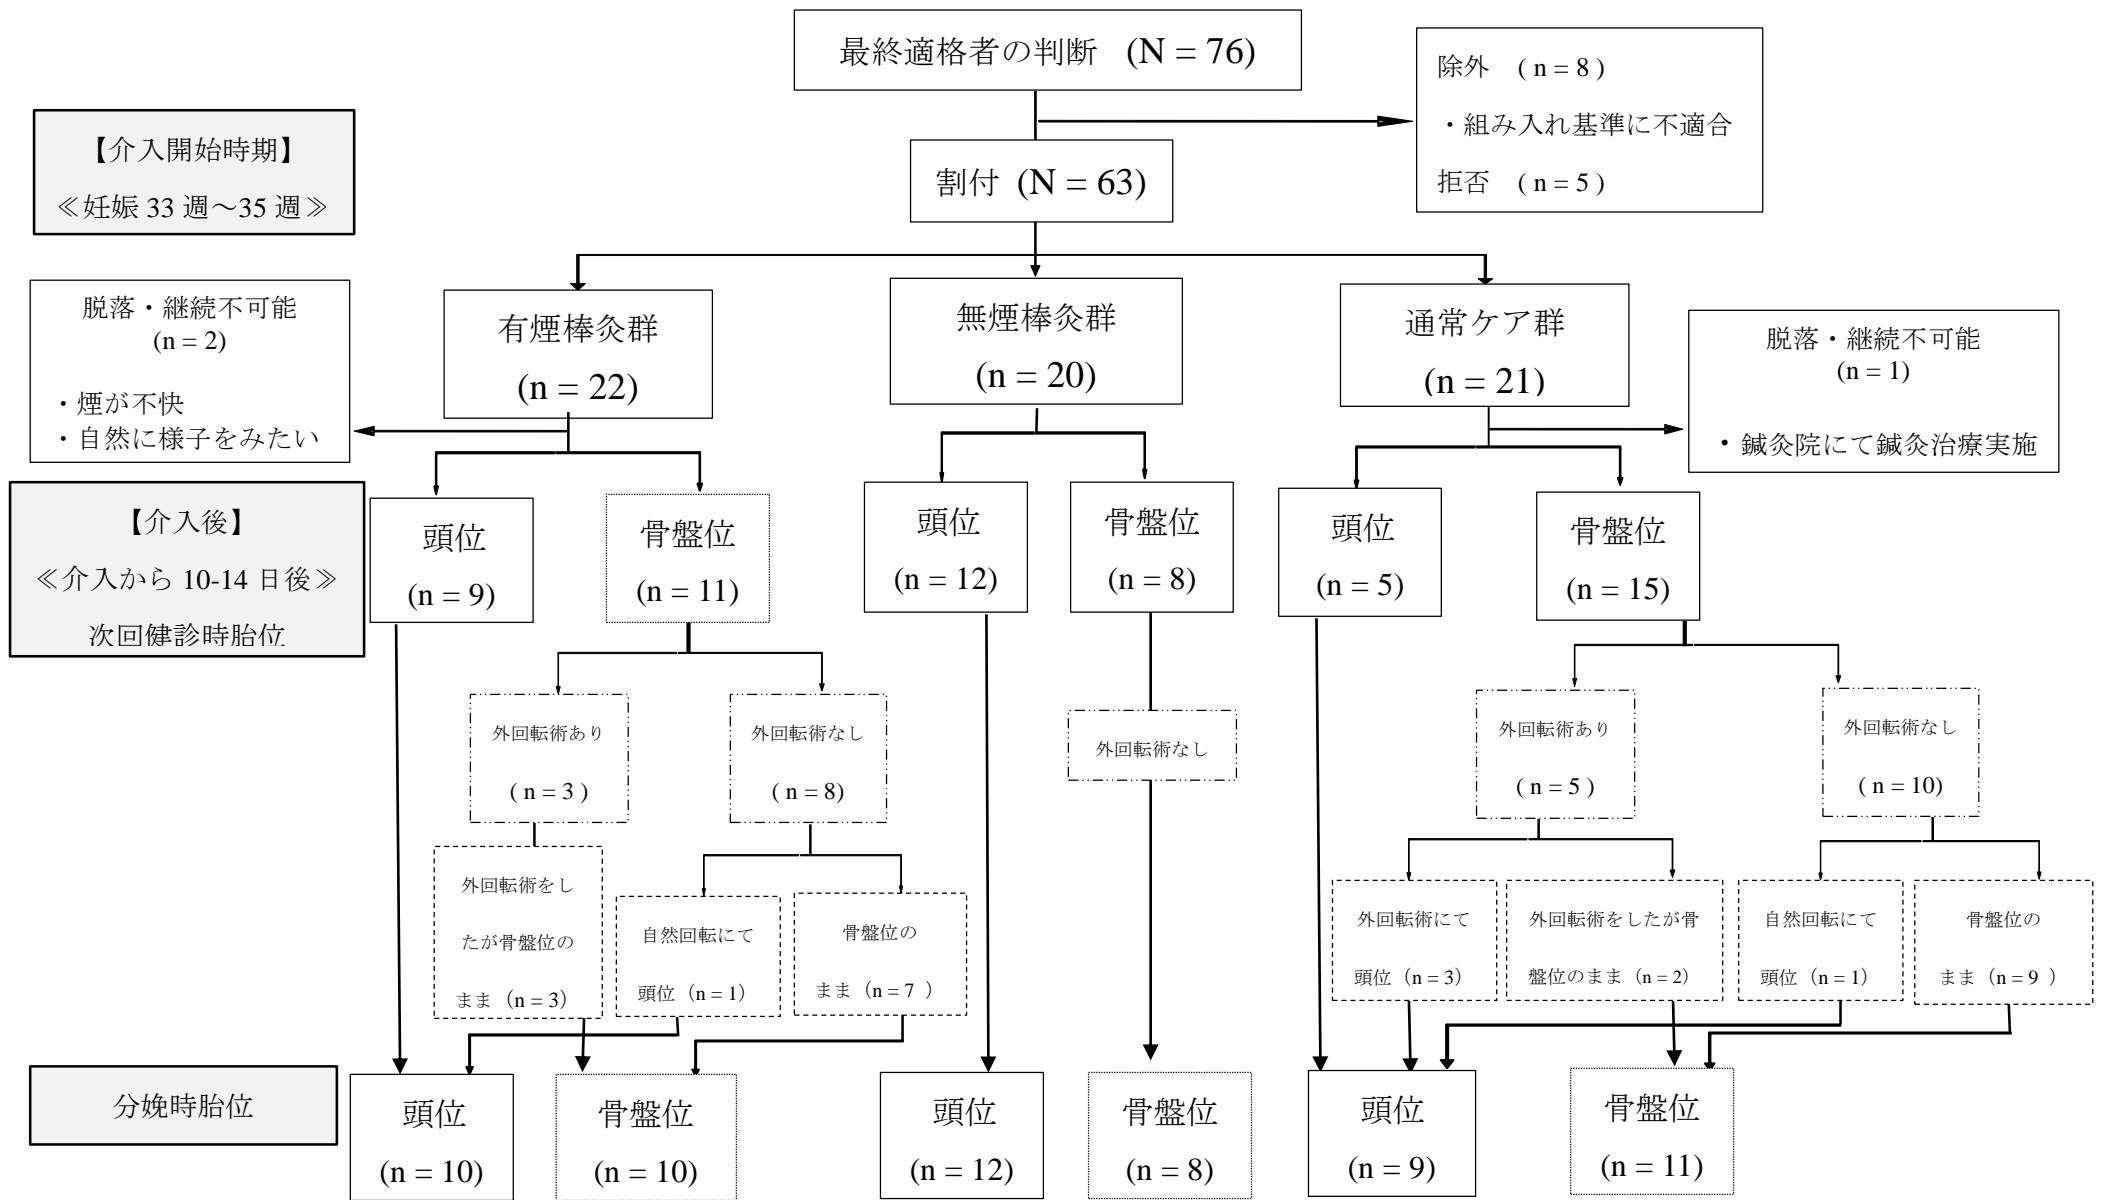 最終適格者の判断 (N = 76)
除外 ( n = 8 )
・組み入れ基準に不適合
拒否 ( n = 5 )
【介入開始時期】
≪妊娠 33 週～35 週≫
割付 (N = 63)
脱落・継続不可能
(n = 2)
・煙が不快
・自然に様子をみたい
有煙棒灸群
(n = 22)
無煙棒灸群
(n = 20)
通常ケア群
(n = 21)
脱落・継続不可能
(n = 1)
・鍼灸院にて鍼灸治療実施
【介入後】
≪介入から 10-14 日後≫
次回健診時胎位
頭位
(n = 9)
骨盤位
(n = 11)
頭位
(n = 12)
骨盤位
(n = 8)
頭位
(n = 5)
骨盤位
(n = 15)
外回転術あり
( n = 3 )
外回転術なし
( n = 8)
外回転術なし
外回転術あり
( n = 5 )
外回転術なし
( n = 10)
外回転術をし
たが骨盤位の
まま（n = 3）
自然回転にて
頭位（n = 1）
骨盤位の
まま（n = 7 ）
外回転術にて
頭位（n = 3）
外回転術をしたが骨
盤位のまま（n = 2）
自然回転にて
頭位（n = 1）
骨盤位の
まま（n = 9 ）
分娩時胎位
頭位
(n = 10)
骨盤位
(n = 10)
頭位
(n = 12)
骨盤位
(n = 8)
頭位
(n = 9)
骨盤位
(n = 11)